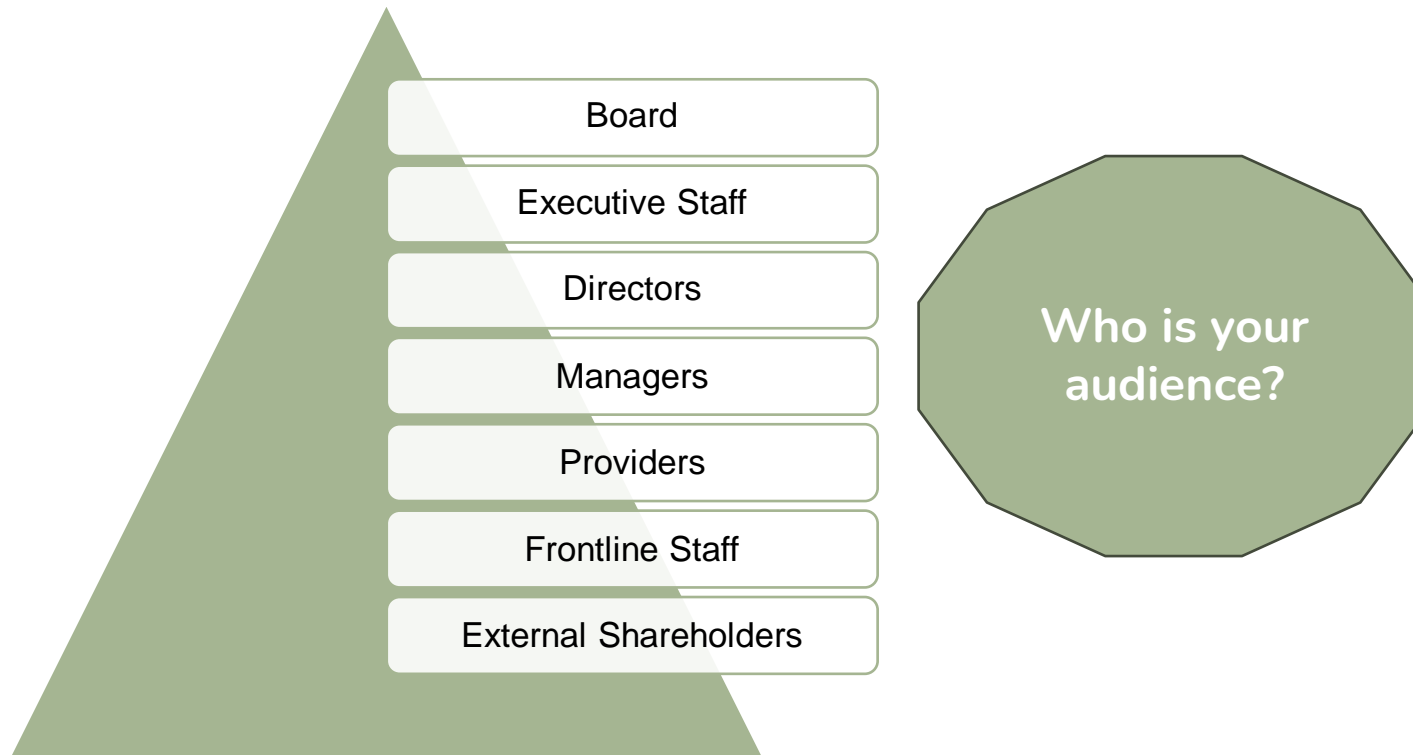 Board
Executive Staff
Directors
Managers
Providers
Frontline Staff
External Shareholders
Who is your
audience?